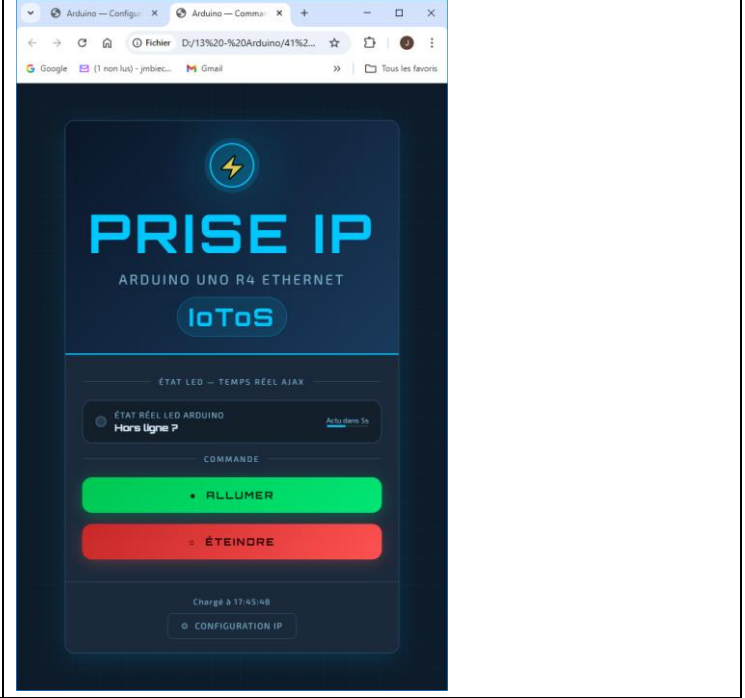 Arduino — Configu
Arduino — Comman
Fichier
D:/13%20-%20Arduino/41%2...
J
Google
(1 non lus) - jmbiec...
Gmail
»
Tous les favoris
PRISE IP
ARDUINO UNO R4 ETHERNET
IoToS
ÉTAT LED — TEMPS RÉEL AJAX
ÉTAT RÉEL LED ARDUINO
Hors ligne ?
Actu dans 5s
COMMANDE
● ALLUMER
○ ÉTEINDRE
Chargé à 17:45:48
⚙ CONFIGURATION IP